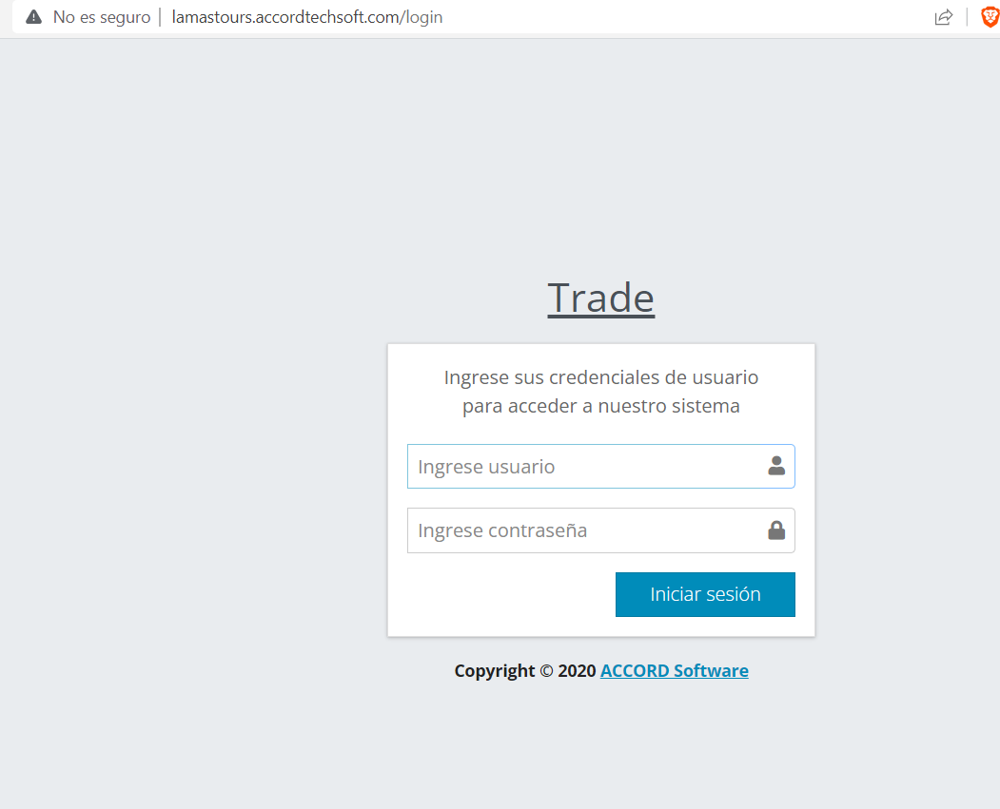 No es seguro | lamastours.accordtechsoft.com/login
Trade
Ingrese sus credenciales de usuario
para acceder a nuestro sistema
Ingrese usuario
Ingrese contraseña
Iniciar sesión
Copyright © 2020 ACCORD Software